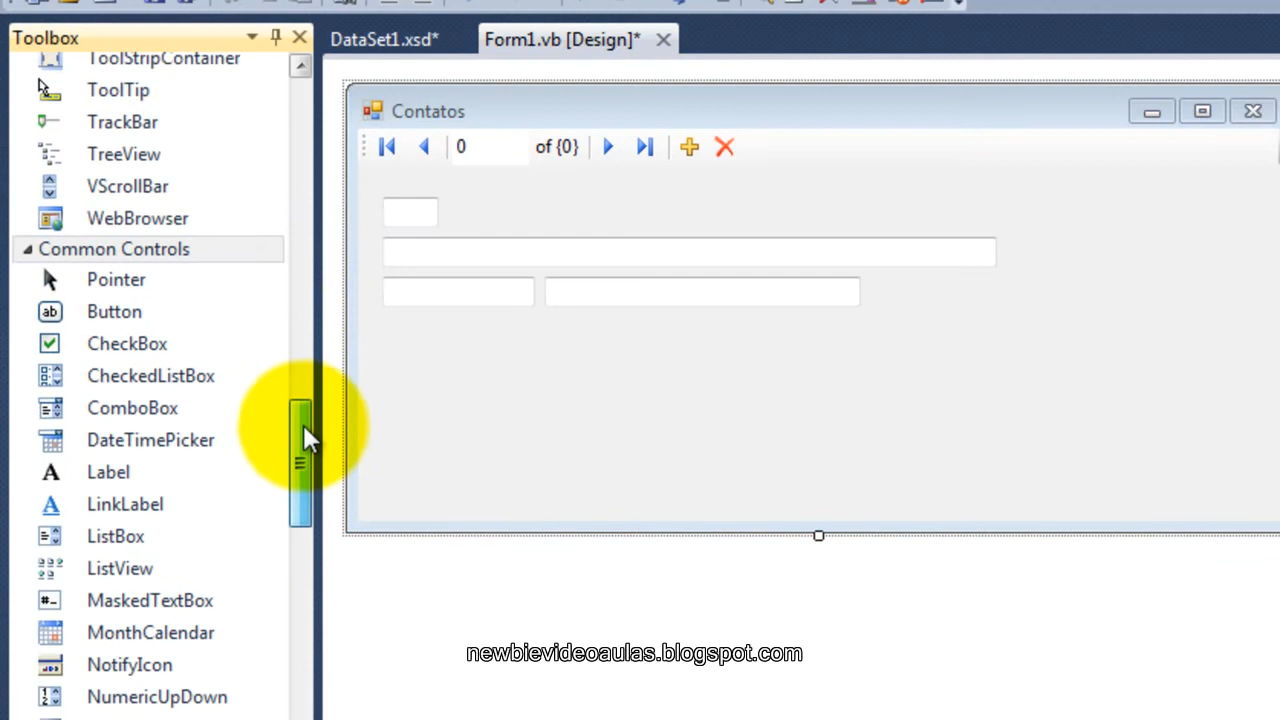 Toolbox
DataSet1.xsd*
Form1.vb [Design]*
ToolStripContainer
ToolTip
TrackBar
TreeView
VScrollBar
WebBrowser
Common Controls
Pointer
Button
CheckBox
CheckedListBox
ComboBox
DateTimePicker
Label
LinkLabel
ListBox
ListView
MaskedTextBox
MonthCalendar
NotifyIcon
NumericUpDown
Contatos
0 of {0}
newbievideoaulas.blogspot.com